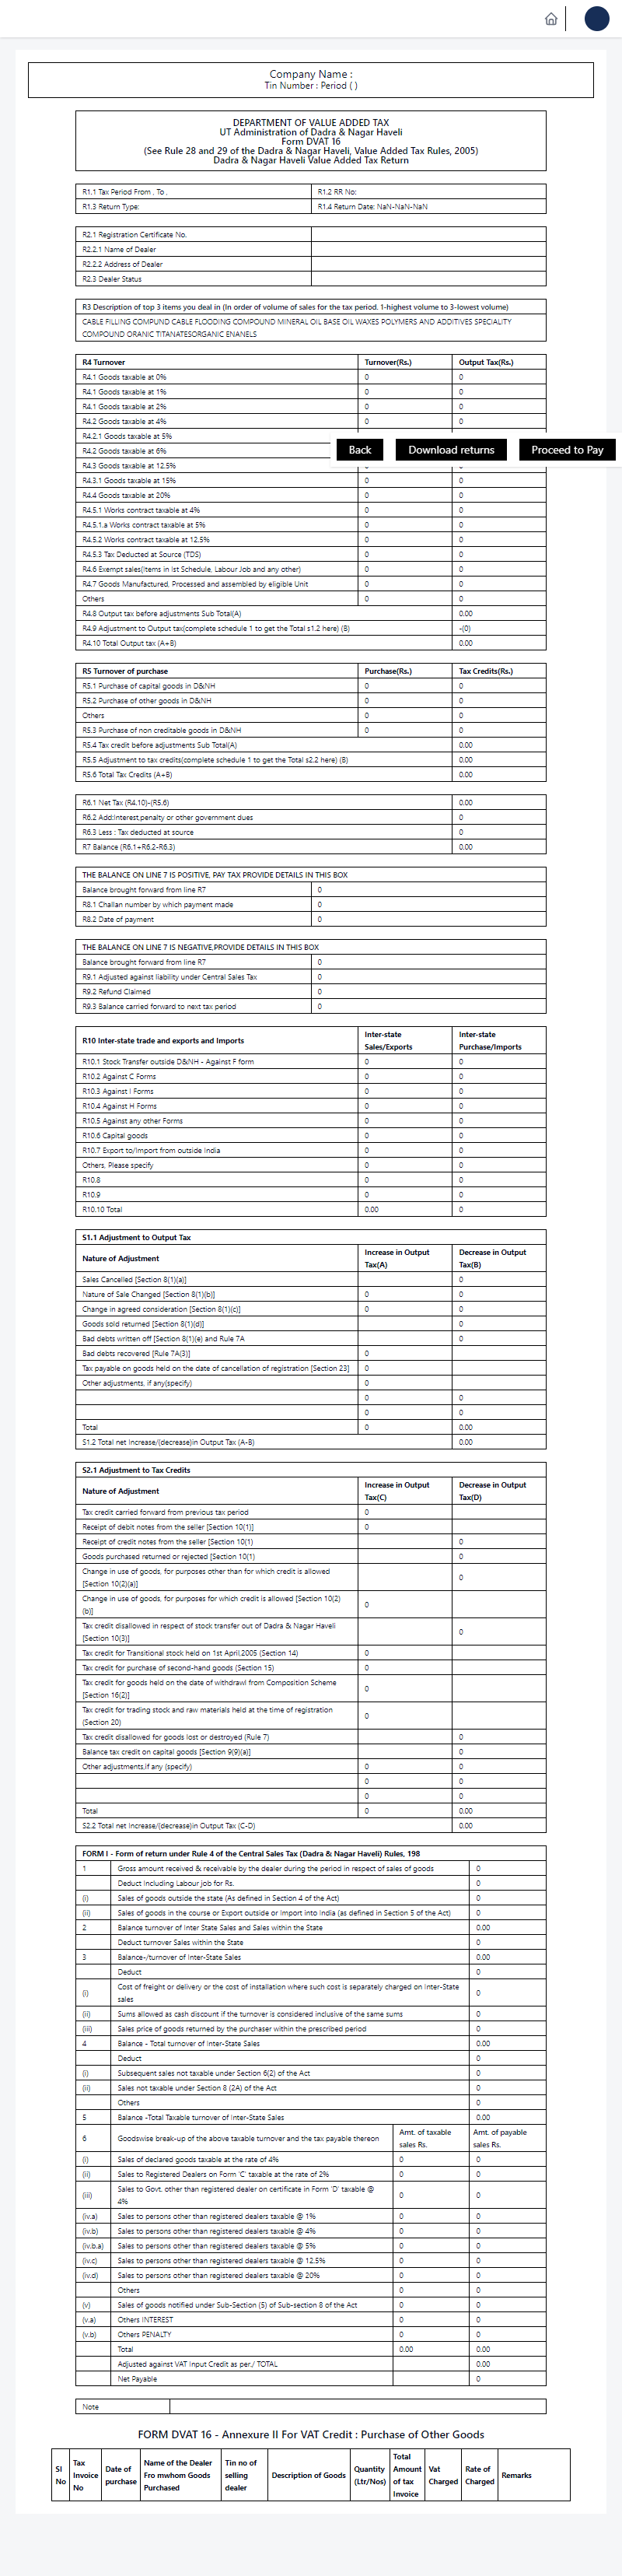 Company Name :
Tin Number : Period ( )
DEPARTMENT OF VALUE ADDED TAX
UT Administration of Dadra & Nagar Haveli
Form DVAT 16
(See Rule 28 and 29 of the Dadra & Nagar Haveli, Value Added Tax Rules, 2005)
Dadra & Nagar Haveli Value Added Tax Return
R1.1 Tax Period From , To , R1.2 RR No:
R1.3 Return Type: R1.4 Return Date: NaN-NaN-NaN
R2.1 Registration Certificate No.
R2.2.1 Name of Dealer
R2.2.2 Address of Dealer
R2.3 Dealer Status
R3 Description of top 3 items you deal in (In order of volume of sales for the tax period. 1-highest volume to 3-lowest volume)
CABLE FILLING COMPUND CABLE FLOODING COMPOUND MINERAL OIL BASE OIL WAXES POLYMERS AND ADDITIVES SPECIALITY
COMPOUND ORANIC TITANATESORGANIC ENANELS
R4 Turnover Turnover(Rs.) Output Tax(Rs.)
R4.1 Goods taxable at 0% 0 0
R4.1 Goods taxable at 1% 0 0
R4.1 Goods taxable at 2% 0 0
R4.2 Goods taxable at 4% 0 0
R4.2.1 Goods taxable at 5%
Back Download returns Proceed to Pay
R4.2 Goods taxable at 6%
R4.3 Goods taxable at 12.5%
R4.3.1 Goods taxable at 15% 0 0
R4.4 Goods taxable at 20% 0 0
R4.5.1 Works contract taxable at 4% 0 0
R4.5.1.a Works contract taxable at 5% 0 0
R4.5.2 Works contract taxable at 12.5% 0 0
R4.5.3 Tax Deducted at Source (TDS) 0 0
R4.6 Exempt sales(Items in Ist Schedule, Labour Job and any other) 0 0
R4.7 Goods Manufactured, Processed and assembled by eligible Unit 0 0
Others 0 0
R4.8 Output tax before adjustments Sub Total(A) 0.00
R4.9 Adjustment to Output tax(complete schedule 1 to get the Total s1.2 here) (B) -(0)
R4.10 Total Output tax (A+B) 0.00
R5 Turnover of purchase Purchase(Rs.) Tax Credits(Rs.)
R5.1 Purchase of capital goods in D&NH 0 0
R5.2 Purchase of other goods in D&NH 0 0
Others 0 0
R5.3 Purchase of non creditable goods in D&NH 0 0
R5.4 Tax credit before adjustments Sub Total(A) 0.00
R5.5 Adjustment to tax credits(complete schedule 1 to get the Total s2.2 here) (B) 0.00
R5.6 Total Tax Credits (A+B) 0.00
R6.1 Net Tax (R4.10)-(R5.6) 0.00
R6.2 Add:Interest,penalty or other government dues 0
R6.3 Less : Tax deducted at source 0
R7 Balance (R6.1+R6.2-R6.3) 0.00
THE BALANCE ON LINE 7 IS POSITIVE, PAY TAX PROVIDE DETAILS IN THIS BOX
Balance brought forward from line R7 0
R8.1 Challan number by which payment made 0
R8.2 Date of payment 0
THE BALANCE ON LINE 7 IS NEGATIVE,PROVIDE DETAILS IN THIS BOX
Balance brought forward from line R7 0
R9.1 Adjusted against liability under Central Sales Tax 0
R9.2 Refund Claimed 0
R9.3 Balance carried forward to next tax period 0
R10 Inter-state trade and exports and Imports Inter-state Sales/Exports Inter-state Purchase/Imports
R10.1 Stock Transfer outside D&NH - Against F form 0 0
R10.2 Against C Forms 0 0
R10.3 Against I Forms 0 0
R10.4 Against H Forms 0 0
R10.5 Against any other Forms 0 0
R10.6 Capital goods 0 0
R10.7 Export to/Import from outside India 0 0
Others, Please specify 0 0
R10.8 0 0
R10.9 0 0
R10.10 Total 0.00 0
S1.1 Adjustment to Output Tax
Nature of Adjustment Increase in Output Tax(A) Decrease in Output Tax(B)
Sales Cancelled [Section 8(1)(a)] 0
Nature of Sale Changed [Section 8(1)(b)] 0 0
Change in agreed consideration [Section 8(1)(c)] 0 0
Goods sold returned [Section 8(1)(d)] 0
Bad debts written off [Section 8(1)(e) and Rule 7A 0
Bad debts recovered [Rule 7A(3)] 0
Tax payable on goods held on the date of cancellation of registration [Section 23] 0
Other adjustments, if any(specify) 0
0 0
0 0
Total 0 0.00
S1.2 Total net Increase/(decrease)in Output Tax (A-B) 0.00
S2.1 Adjustment to Tax Credits
Nature of Adjustment Increase in Output Tax(C) Decrease in Output Tax(D)
Tax credit carried forward from previous tax period 0
Receipt of debit notes from the seller [Section 10(1)] 0
Receipt of credit notes from the seller [Section 10(1) 0
Goods purchased returned or rejected [Section 10(1) 0
Change in use of goods, for purposes other than for which credit is allowed
[Section 10(2)(a)] 0
Change in use of goods, for purposes for which credit is allowed [Section 10(2)
(b)] 0
Tax credit disallowed in respect of stock transfer out of Dadra & Nagar Haveli
[Section 10(3)] 0
Tax credit for Transitional stock held on 1st April,2005 (Section 14) 0
Tax credit for purchase of second-hand goods (Section 15) 0
Tax credit for goods held on the date of withdrawl from Composition Scheme
[Section 16(2)] 0
Tax credit for trading stock and raw materials held at the time of registration
(Section 20) 0
Tax credit disallowed for goods lost or destroyed (Rule 7) 0
Balance tax credit on capital goods [Section 9(9)(a)] 0
Other adjustments,if any (specify) 0 0
0 0
0 0
Total 0 0.00
S2.2 Total net Increase/(decrease)in Output Tax (C-D) 0.00
FORM I - Form of return under Rule 4 of the Central Sales Tax (Dadra & Nagar Haveli) Rules, 198
1 Gross amount received & receivable by the dealer during the period in respect of sales of goods 0
Deduct Including Labour job for Rs. 0
(i) Sales of goods outside the state (As defined in Section 4 of the Act) 0
(ii) Sales of goods in the course or Export outside or Import into India (as defined in Section 5 of the Act) 0
2 Balance turnover of Inter State Sales and Sales within the State 0.00
Deduct turnover Sales within the State 0
3 Balance-/turnover of Inter-State Sales 0.00
Deduct 0
(i) Cost of freight or delivery or the cost of installation where such cost is separately charged on Inter-State
sales 0
(ii) Sums allowed as cash discount if the turnover is considered inclusive of the same sums 0
(iii) Sales price of goods returned by the purchaser within the prescribed period 0
4 Balance - Total turnover of Inter-State Sales 0.00
Deduct 0
(i) Subsequent sales not taxable under Section 6(2) of the Act 0
(ii) Sales not taxable under Section 8 (2A) of the Act 0
Others 0
5 Balance -Total Taxable turnover of Inter-State Sales 0.00
6 Goodswise break-up of the above taxable turnover and the tax payable thereon Amt. of taxable sales Rs. Amt. of payable sales Rs.
(i) Sales of declared goods taxable at the rate of 4% 0 0
(ii) Sales to Registered Dealers on Form 'C' taxable at the rate of 2% 0 0
(iii) Sales to Govt. other than registered dealer on certificate in Form 'D' taxable @
4% 0 0
(iv.a) Sales to persons other than registered dealers taxable @ 1% 0 0
(iv.b) Sales to persons other than registered dealers taxable @ 4% 0 0
(iv.b.a) Sales to persons other than registered dealers taxable @ 5% 0 0
(iv.c) Sales to persons other than registered dealers taxable @ 12.5% 0 0
(iv.d) Sales to persons other than registered dealers taxable @ 20% 0 0
Others 0 0
(v) Sales of goods notified under Sub-Section (5) of Sub-section 8 of the Act 0 0
(v.a) Others INTEREST 0 0
(v.b) Others PENALTY 0 0
Total 0.00 0.00
Adjusted against VAT Input Credit as per./ TOTAL 0.00
Net Payable 0
Note
FORM DVAT 16 - Annexure II For VAT Credit : Purchase of Other Goods
Sl No Tax Invoice No Date of purchase Name of the Dealer Fro mwhom Goods Purchased Tin no of selling dealer Description of Goods Quantity (Ltr/Nos) Total Amount of tax Invoice Vat Charged Rate of Charged Remarks